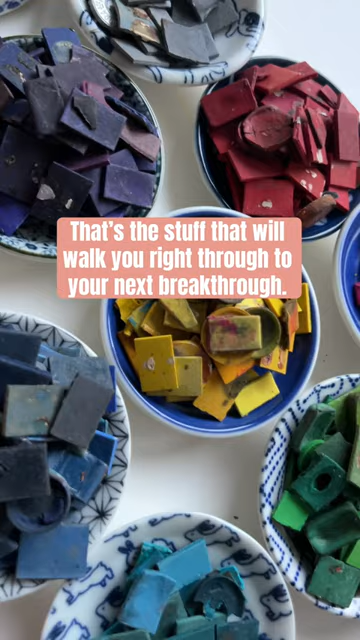 That's the stuff that will
walk you right through to
your next breakthrough.